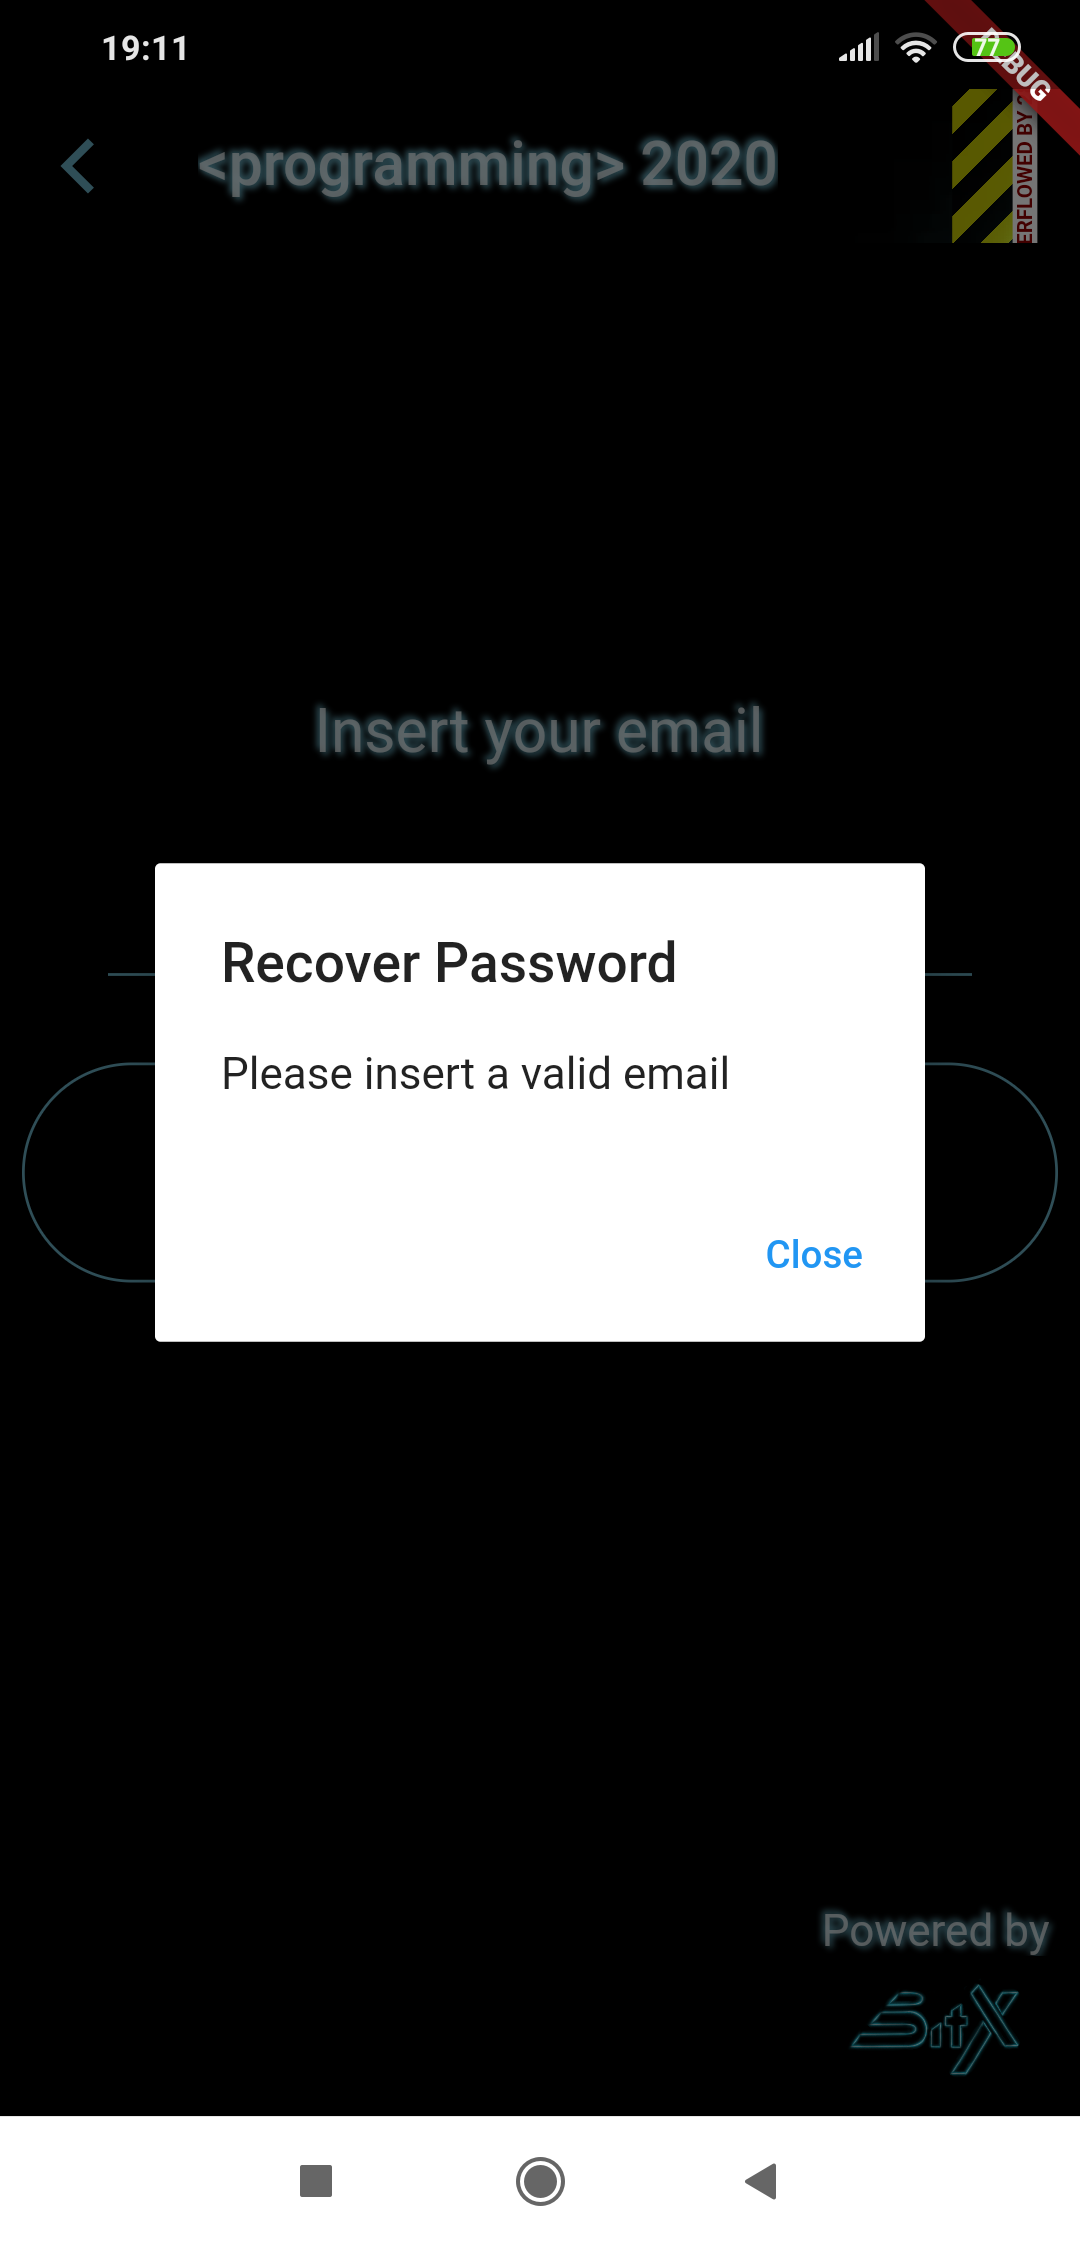 19:11
77
<programming> 2020
ERFLOWED BY
Insert your email
Recover Password
Please insert a valid email
Close
Powered by
BitX